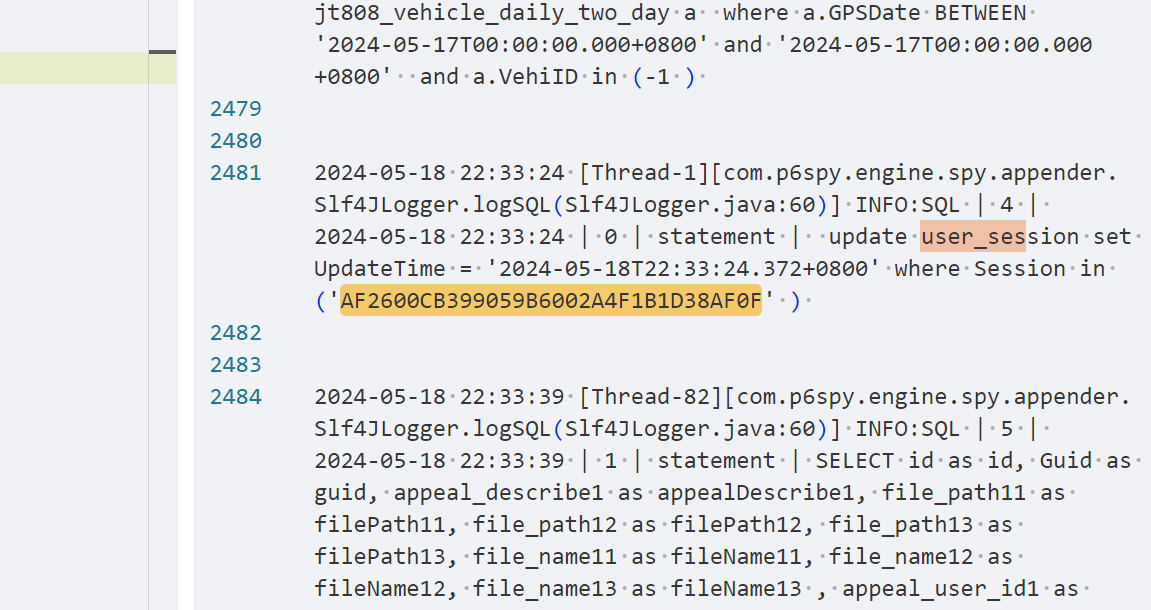 jt808_vehicle_daily_two_day a  where a.GPSDate BETWEEN
'2024-05-17T00:00:00.000+0800' and '2024-05-17T00:00:00.000
+0800'  and a.VehiID in (-1 )
2479
2480
2481 2024-05-18 22:33:24 [Thread-1][com.p6spy.engine.spy.appender.
Slf4JLogger.logSQL(Slf4JLogger.java:60)] INFO:SQL | 4 |
2024-05-18 22:33:24 | 0 | statement |  update user_session set
UpdateTime = '2024-05-18T22:33:24.372+0800' where Session in
('AF2600CB399059B6002A4F1B1D38AF0F' )
2482
2483
2484 2024-05-18 22:33:39 [Thread-82][com.p6spy.engine.spy.appender.
Slf4JLogger.logSQL(Slf4JLogger.java:60)] INFO:SQL | 5 |
2024-05-18 22:33:39 | 1 | statement | SELECT id as id, Guid as
guid, appeal_describe1 as appealDescribe1, file_path11 as
filePath11, file_path12 as filePath12, file_path13 as
filePath13, file_name11 as fileName11, file_name12 as
fileName12, file_name13 as fileName13 , appeal_user_id1 as